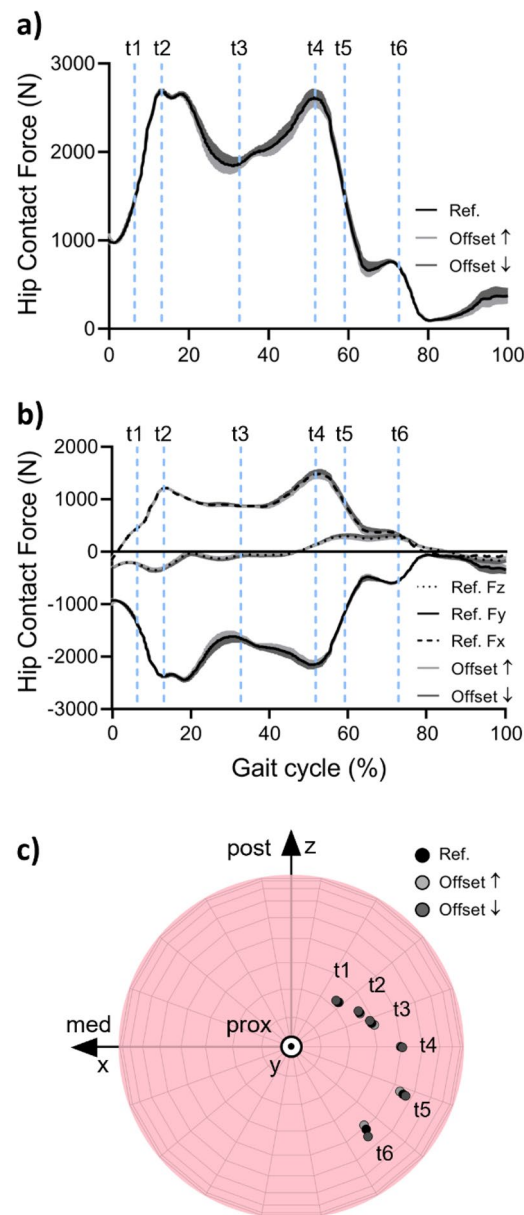 a)
t1 t2 t3 t4 t5 t6
Hip Contact Force (N)
3000
2000
1000
0
Ref.
Offset ↑
Offset ↓
0 20 40 60 80 100
b)
t1 t2 t3 t4 t5 t6
Hip Contact Force (N)
2000
1000
0
-1000
-2000
-3000
Ref. Fz
Ref. Fy
Ref. Fx
Offset ↑
Offset ↓
0 20 40 60 80 100
Gait cycle (%)
c)
post z
Ref.
Offset ↑
Offset ↓
t1
t2
t3
med prox
t4
x y
t5
t6